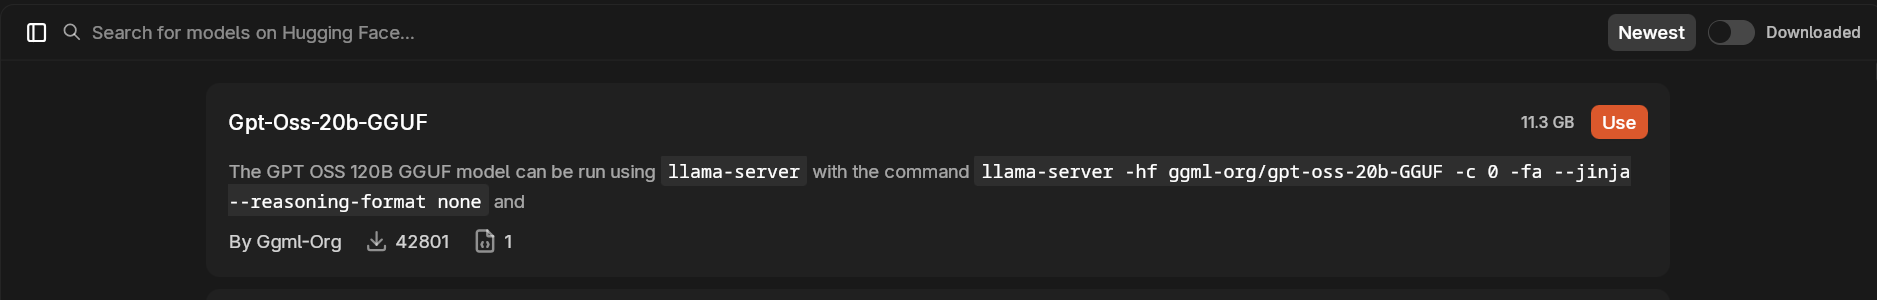 Search for models on Hugging Face...
Newest
Downloaded
Gpt-Oss-20b-GGUF
11.3 GB
Use
The GPT OSS 120B GGUF model can be run using llama-server with the command llama-server -hf ggml-org/gpt-oss-20b-GGUF -c 0 -fa --jinja
--reasoning-format none and
By Ggml-Org 42801 1